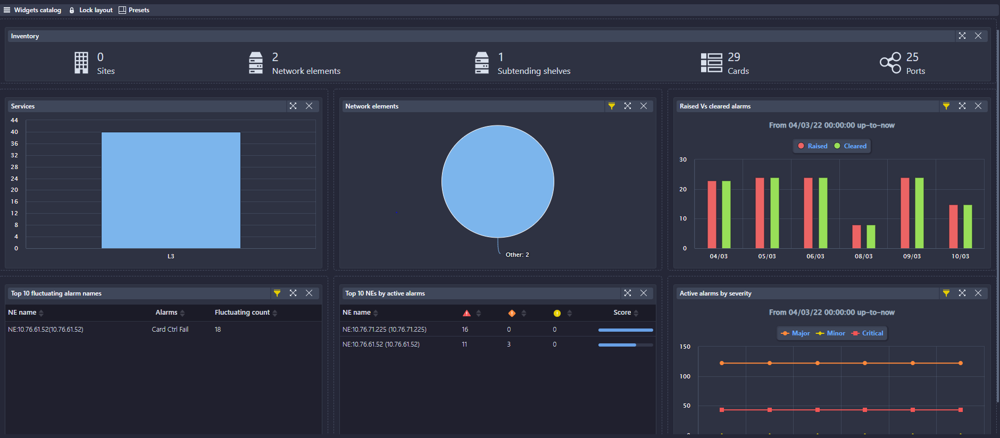 Widgets catalog Lock layout Presets
Inventory
0
Sites
2
Network elements
1
Subtending shelves
29
Cards
25
Ports
Services
44
40
36
32
28
24
20
16
12
8
4
0
L3
Network elements
Other: 2
Raised Vs cleared alarms
From 04/03/22 00:00:00 up-to-now
Raised Cleared
30
20
10
0
04/03 05/03 06/03 08/03 09/03 10/03
Top 10 fluctuating alarm names
NE name Alarms Fluctuating count
NE:10.76.61.52(10.76.61.52) Card Ctrl Fail 18
Top 10 NEs by active alarms
NE name Score
NE:10.76.71.225 (10.76.71.225) 16 0 0
NE:10.76.61.52 (10.76.61.52) 11 3 0
Active alarms by severity
From 04/03/22 00:00:00 up-to-now
Major Minor Critical
150
100
50
0